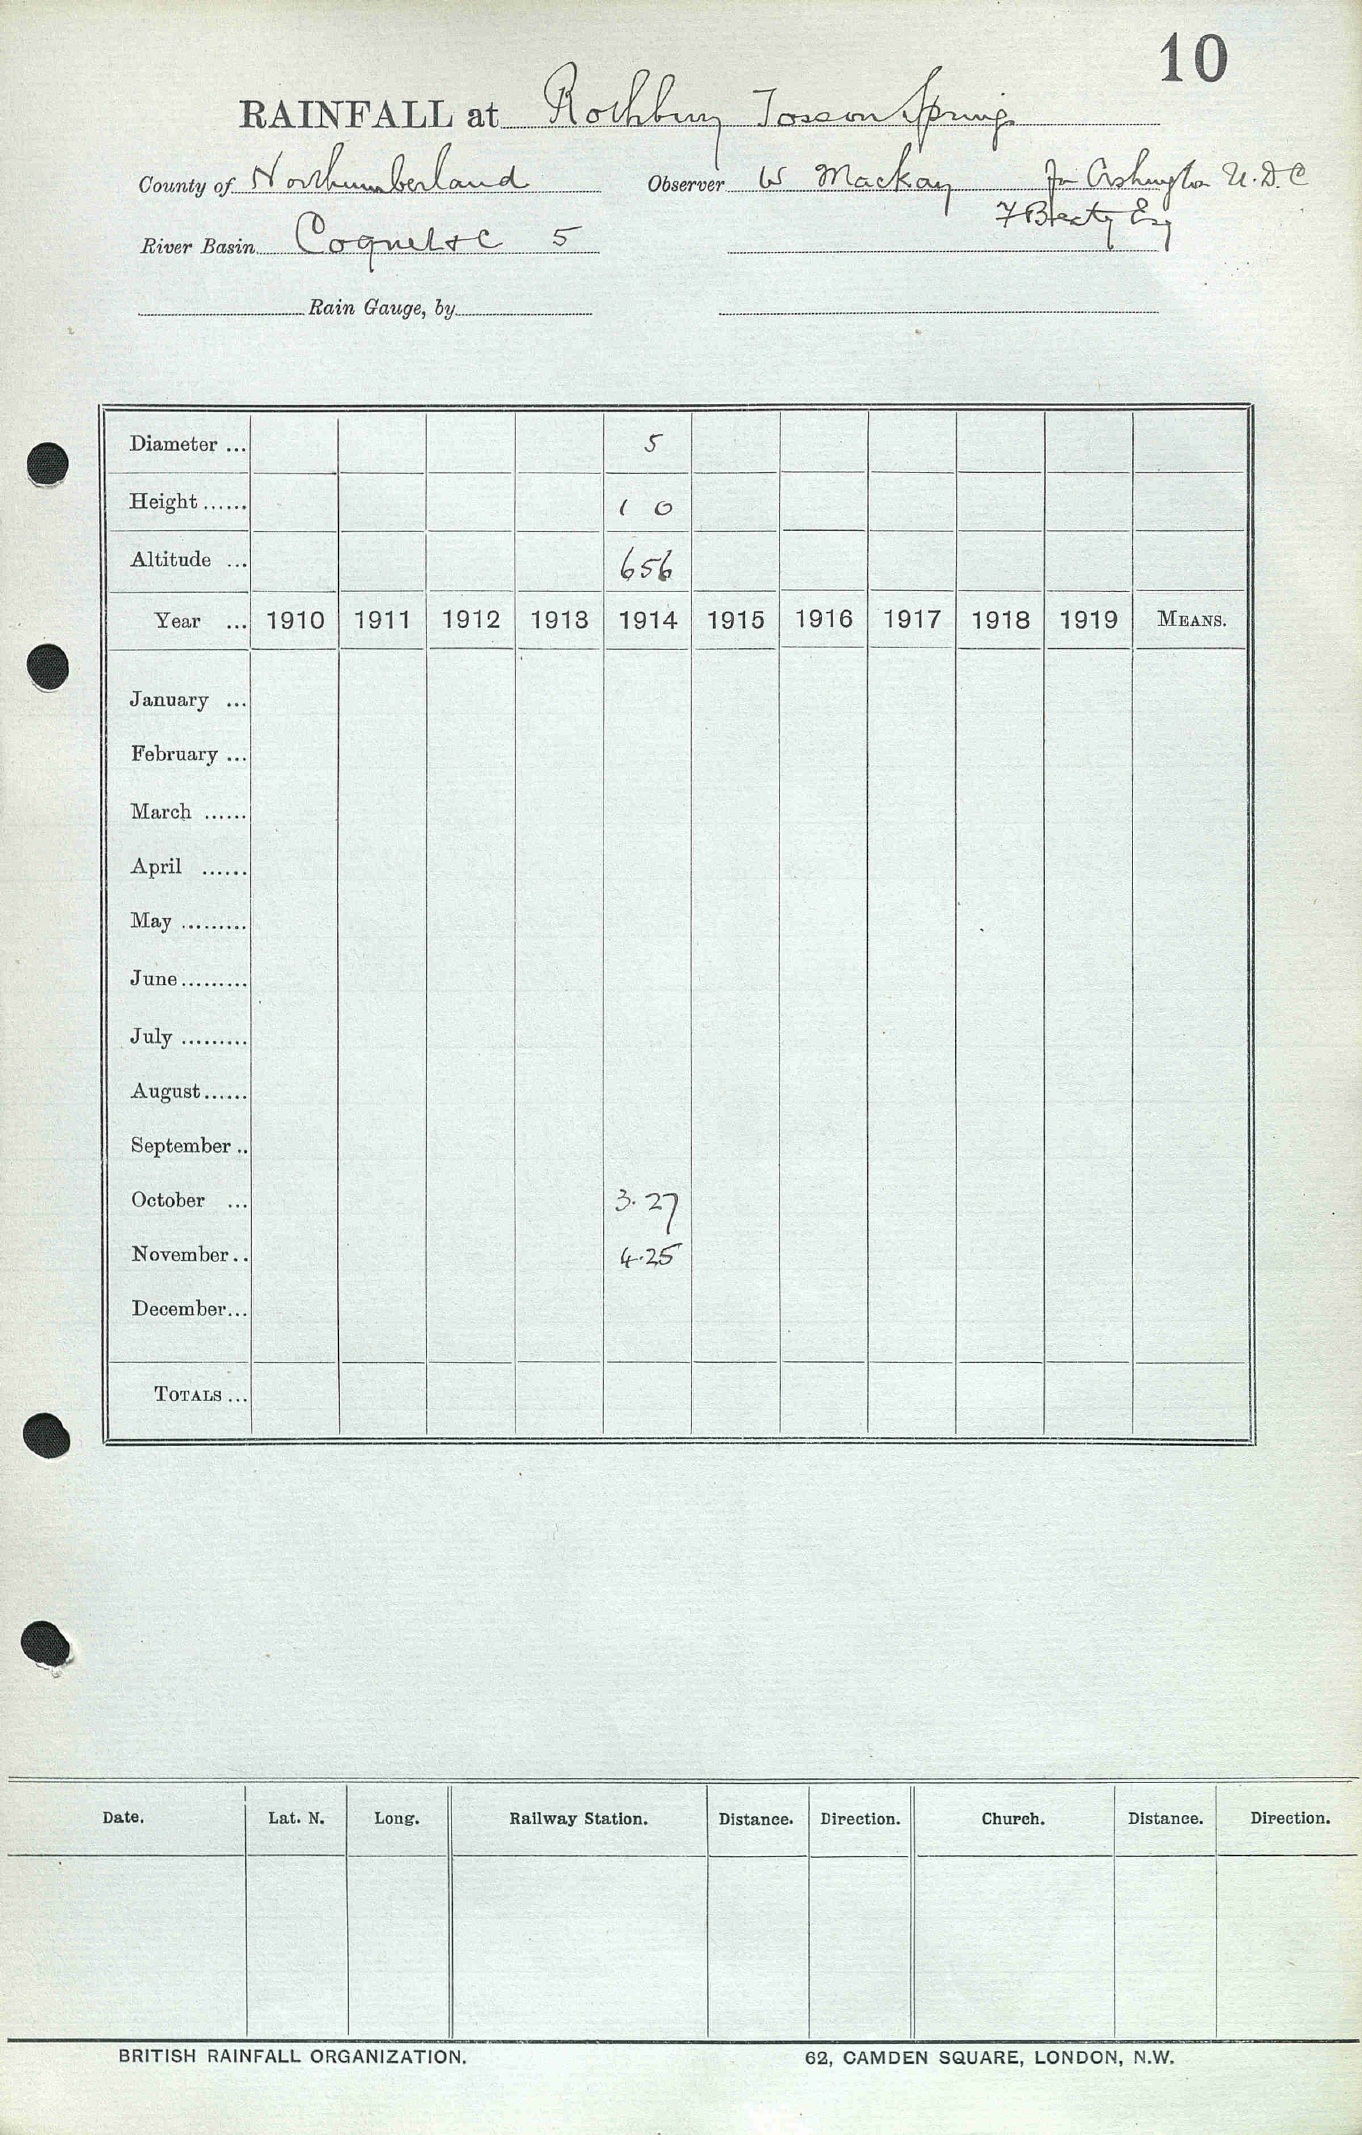 10
RAINFALL at Rothbury Tosson Springs
County of Northumberland Observer W Mackay for Ashington U.D.C
F Beaty Esq
River Basin Coquet &c 5
Rain Gauge, by
Diameter ... 5
Height ...... 1 0
Altitude ... 656
Year ... 1910 1911 1912 1913 1914 1915 1916 1917 1918 1919 MEANS.
January ...
February ...
March ......
April ......
May .........
June.........
July .........
August......
September ..
October ... 3.27
November.. 4.25
December...
TOTALS ...
Date. Lat. N. Long. Railway Station. Distance. Direction. Church. Distance. Direction.
BRITISH RAINFALL ORGANIZATION. 62, CAMDEN SQUARE, LONDON, N.W.